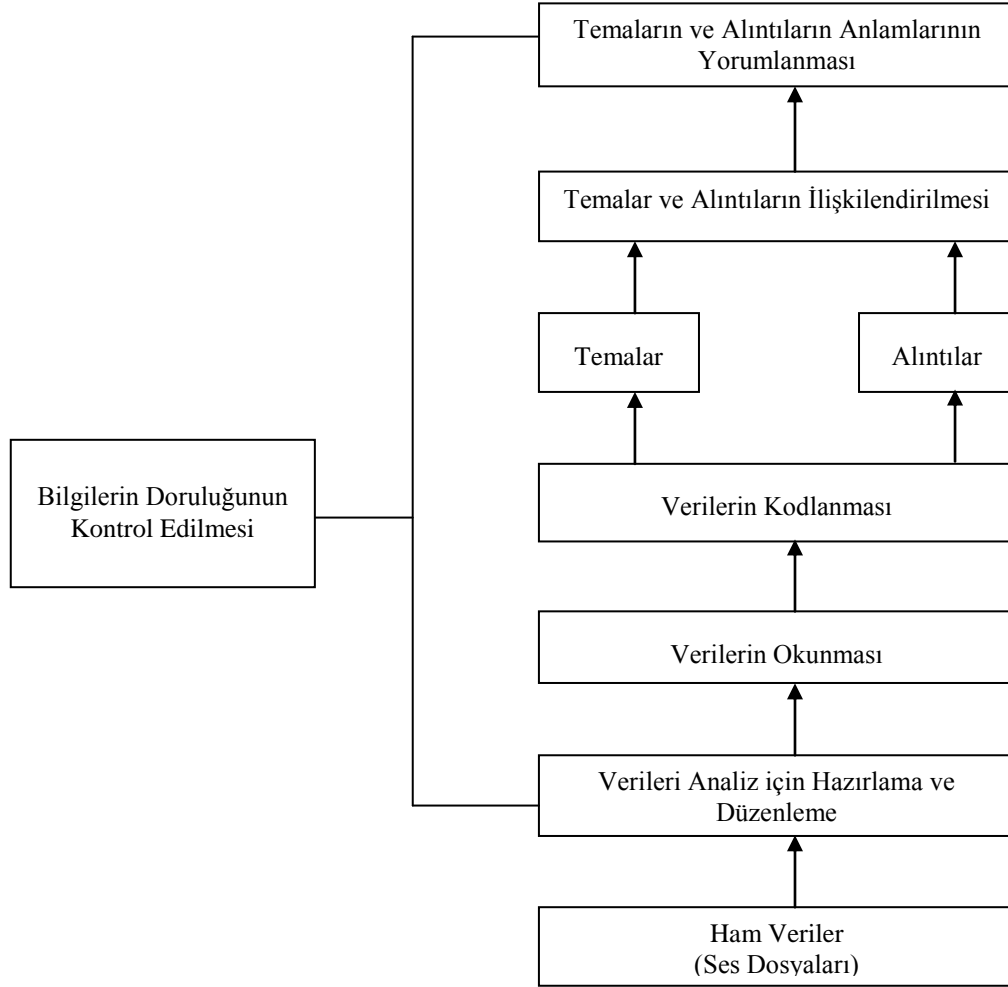 Temaların ve Alıntıların Anlamlarının
Yorumlanması
Temalar ve Alıntıların İlişkilendirilmesi
Temalar
Alıntılar
Bilgilerin Doruluğunun
Kontrol Edilmesi
Verilerin Kodlanması
Verilerin Okunması
Verileri Analiz için Hazırlama ve
Düzenleme
Ham Veriler
(Ses Dosyaları)